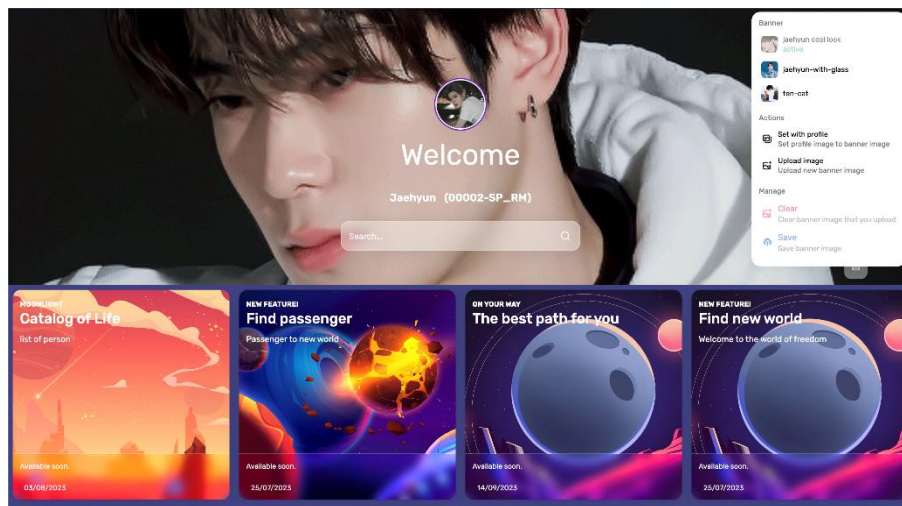 Welcome
Jaehyun (00002-SP_RM)
Search...
Banner
jaehyun cool look
active
jaehyun-with-glass
ten-cat
Actions
Set with profile
Set profile image to banner image
Upload image
Upload new banner image
Manage
Clear
Clear banner image that you upload
Save
Save banner image
MOONLIGHT
Catalog of Life
list of person
Available soon.
03/08/2023
NEW FEATURE!
Find passenger
Passenger to new world
Available soon.
25/07/2023
ON YOUR WAY
The best path for you
Available soon.
14/09/2023
NEW FEATURE!
Find new world
Welcome to the world of freedom
Available soon.
25/07/2023